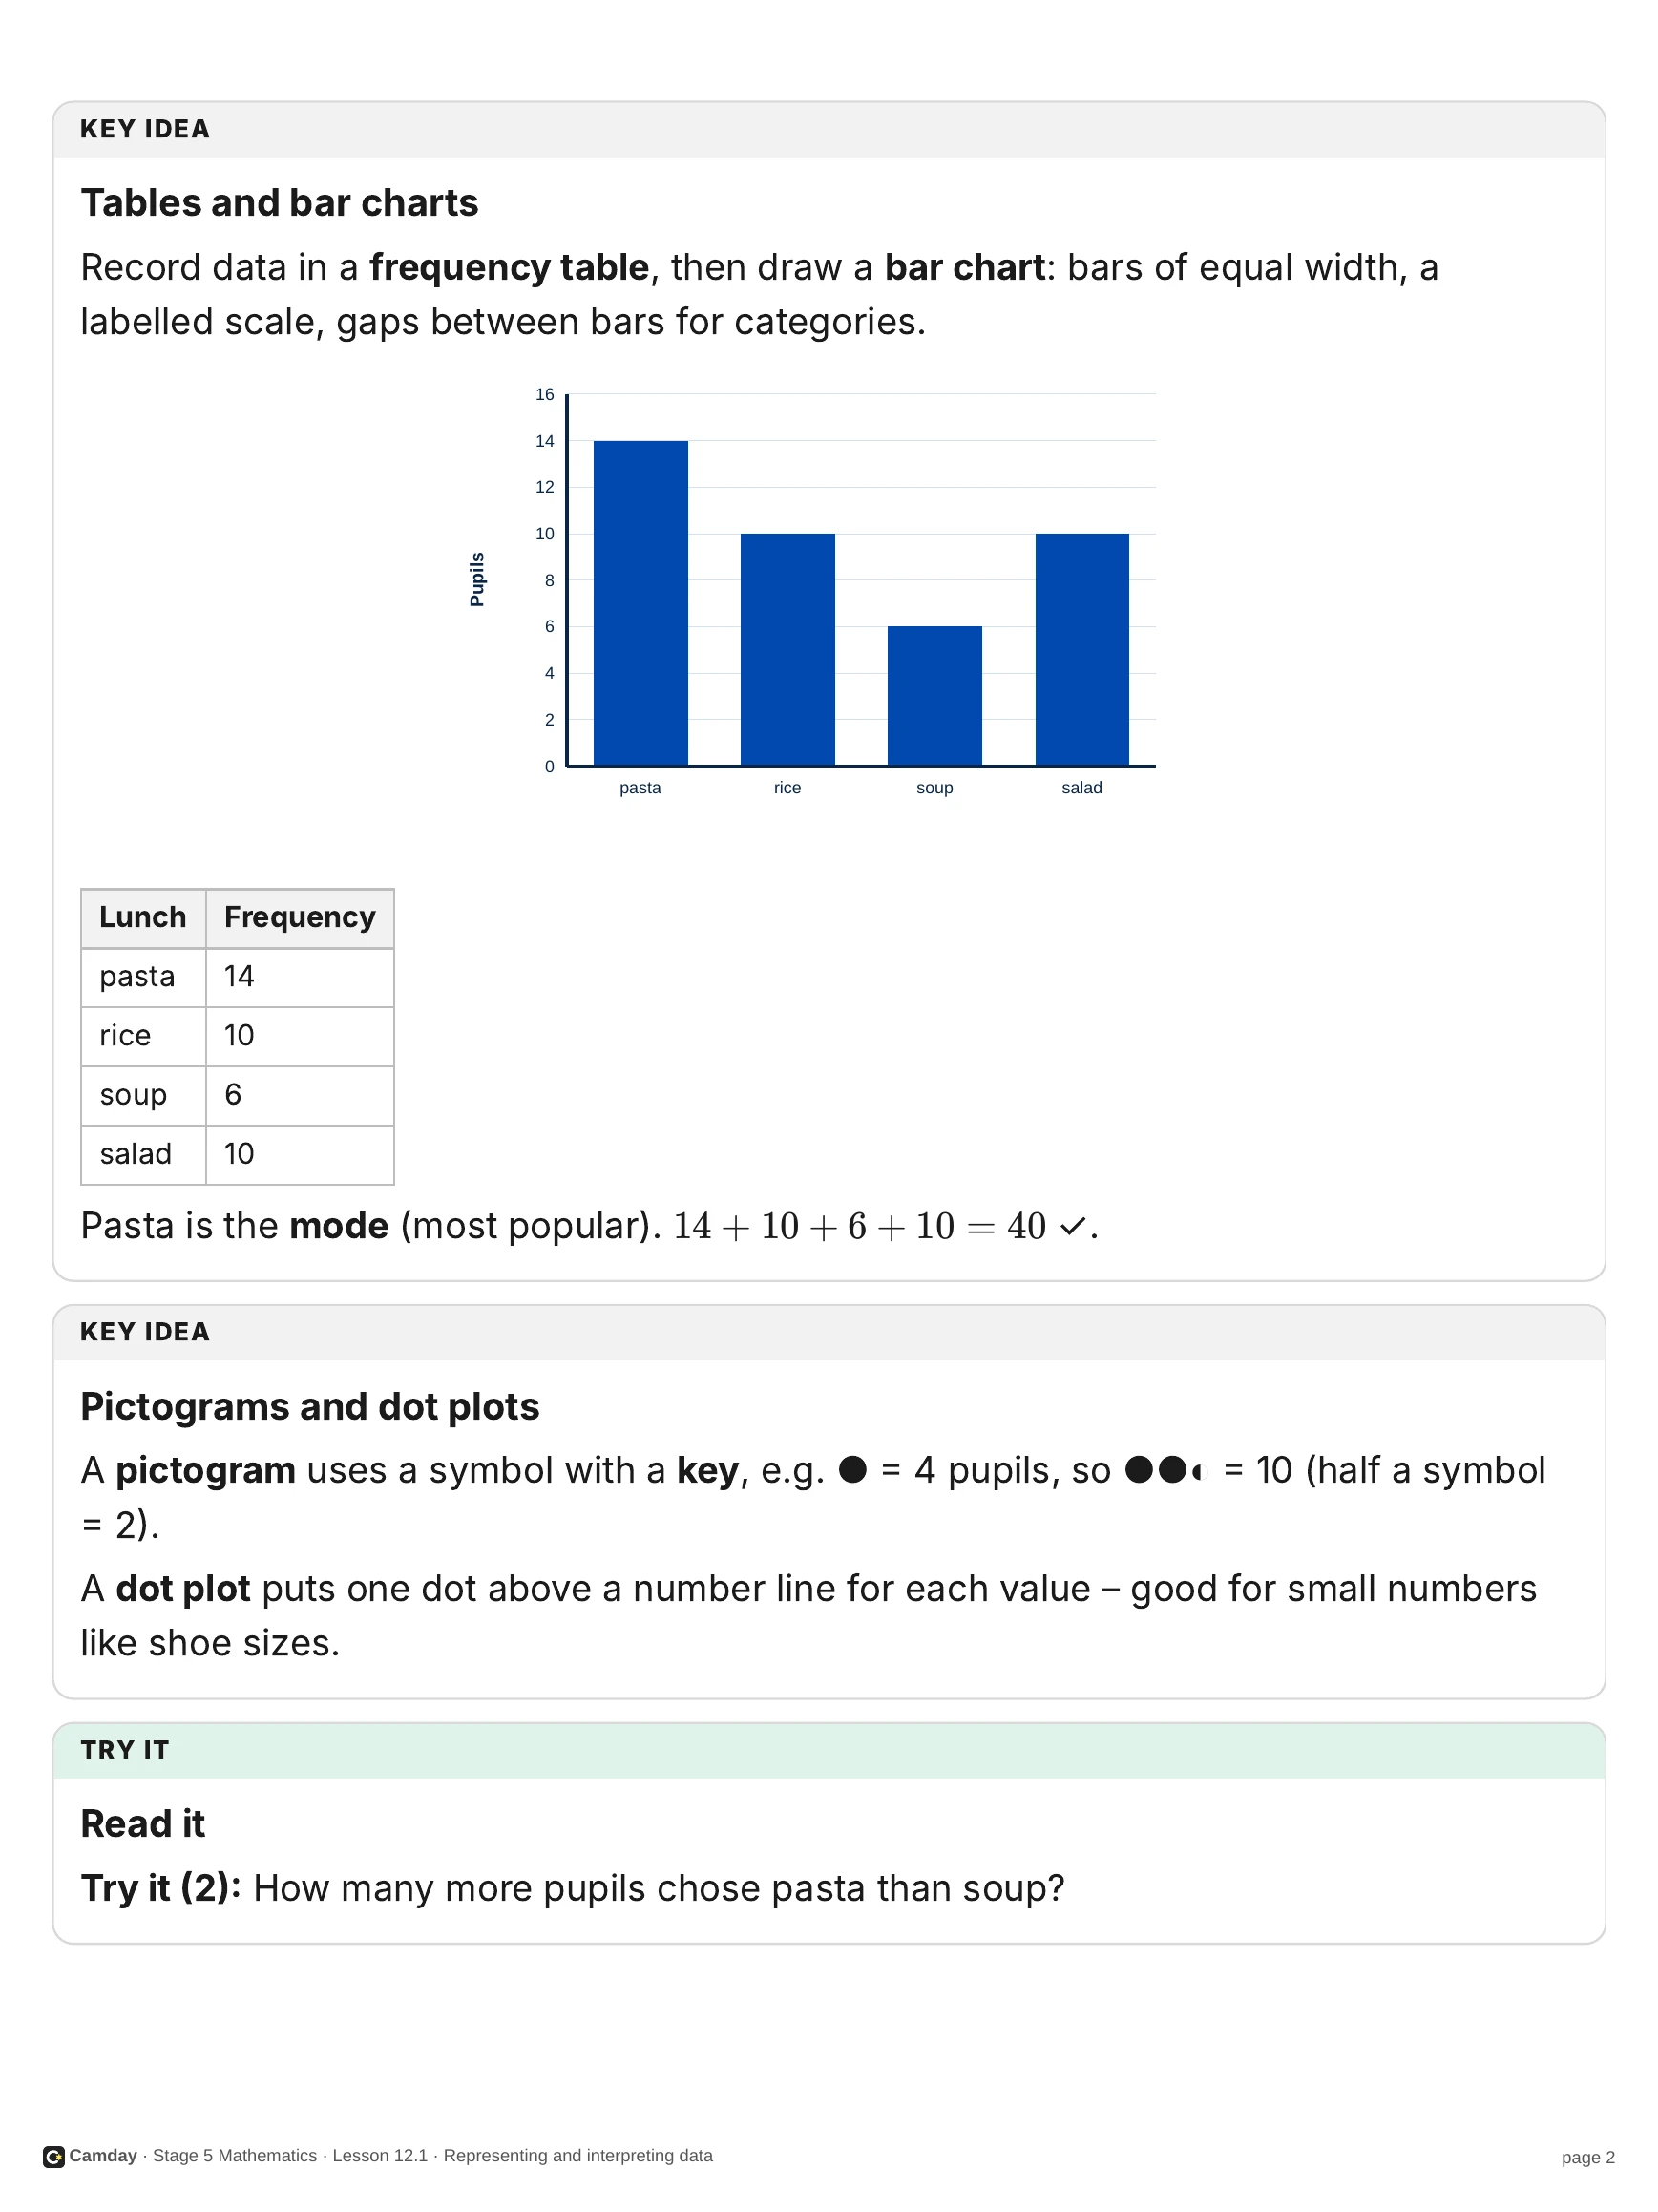 KEY IDEA
Tables and bar charts
Record data in a frequency table, then draw a bar chart: bars of equal width, a
labelled scale, gaps between bars for categories.
16
14
12
10
8
6
4
2
0
Pupils
pasta rice soup salad
Lunch Frequency
pasta 14
rice 10
soup 6
salad 10
Pasta is the mode (most popular). 14 + 10 + 6 + 10 = 40 ✓.
KEY IDEA
Pictograms and dot plots
A pictogram uses a symbol with a key, e.g. ● = 4 pupils, so ●●◐ = 10 (half a symbol
= 2).
A dot plot puts one dot above a number line for each value – good for small numbers
like shoe sizes.
TRY IT
Read it
Try it (2): How many more pupils chose pasta than soup?
Camday · Stage 5 Mathematics · Lesson 12.1 · Representing and interpreting data page 2